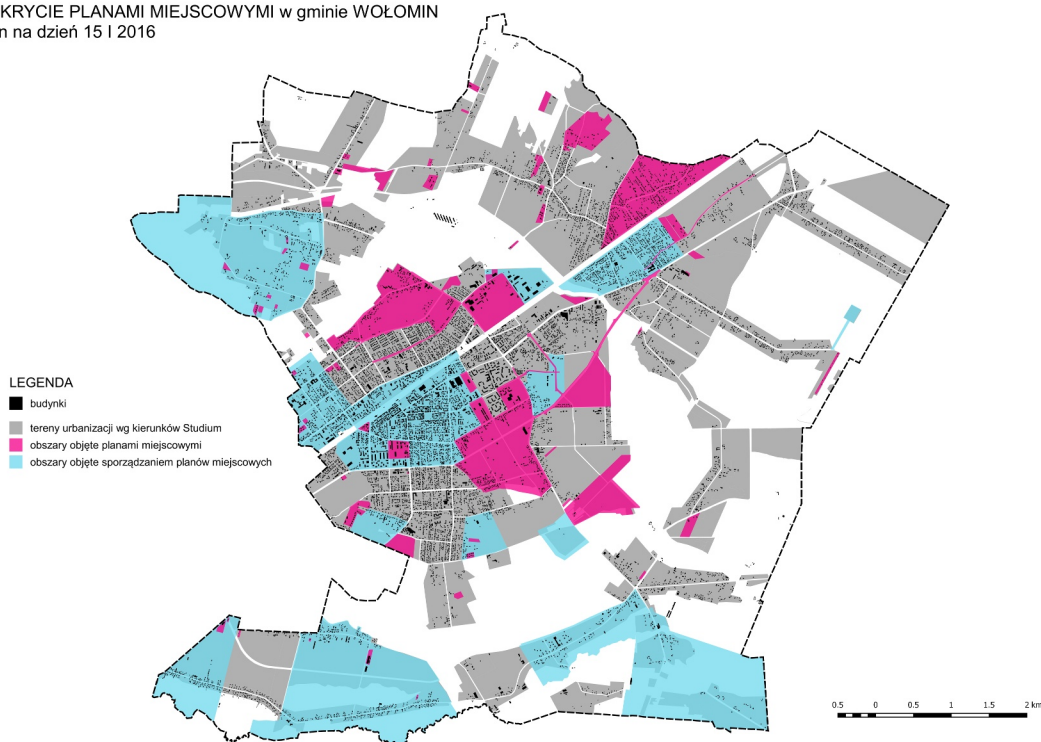 KRYCIE PLANAMI MIEJSCOWYMI w gminie WOŁOMIN
n na dzień 15 I 2016
LEGENDA
budynki
tereny urbanizacji wg kierunków Studium
obszary objęte planami miejscowymi
obszary objęte sporządzaniem planów miejscowych
0.5 0 0.5 1 1.5 2 km